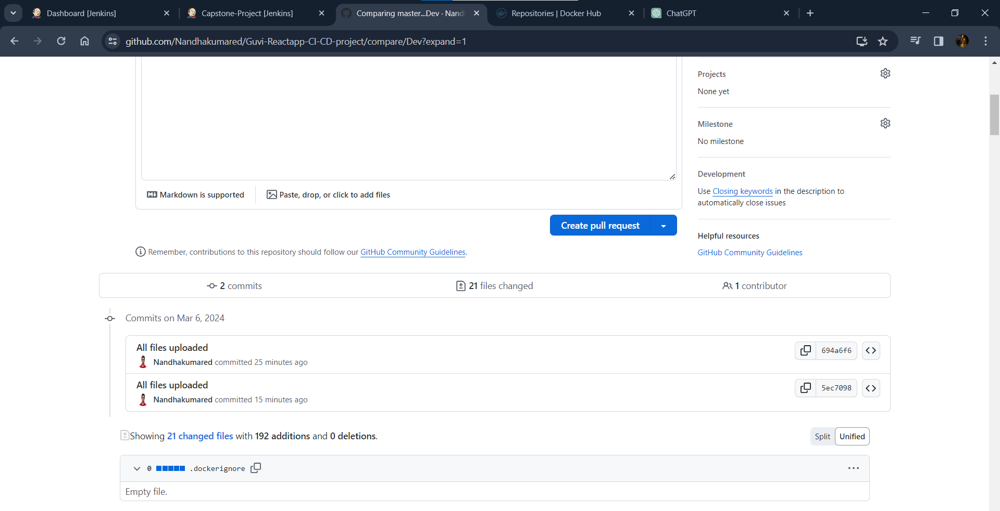 Dashboard [Jenkins]
Capstone-Project [Jenkins]
Comparing master...Dev · Nandh
Repositories | Docker Hub
ChatGPT
github.com/Nandhakumared/Guvi-Reactapp-CI-CD-project/compare/Dev?expand=1
Projects
None yet
Milestone
No milestone
Development
Use Closing keywords in the description to
automatically close issues
Markdown is supported
Paste, drop, or click to add files
Create pull request
Helpful resources
GitHub Community Guidelines
Remember, contributions to this repository should follow our GitHub Community Guidelines.
2 commits
21 files changed
1 contributor
Commits on Mar 6, 2024
All files uploaded
694a6f6
Nandhakumared committed 25 minutes ago
All files uploaded
5ec7098
Nandhakumared committed 15 minutes ago
Showing 21 changed files with 192 additions and 0 deletions.
Split
Unified
0
.dockerignore
Empty file.